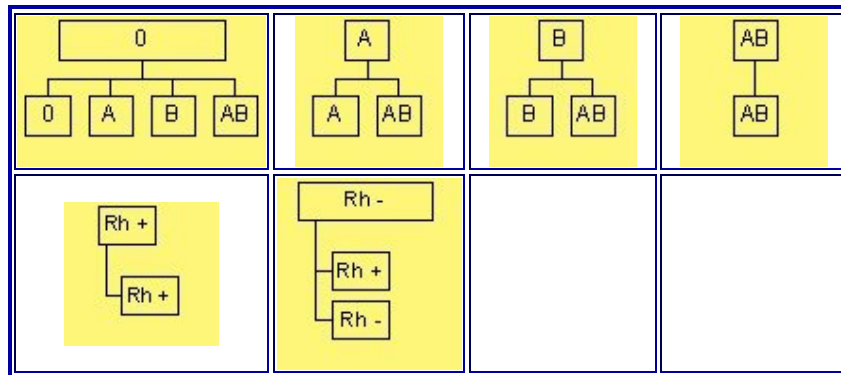 0
0 A B AB
A
A AB
B
B AB
AB
AB
Rh +
Rh +
Rh -
Rh +
Rh -